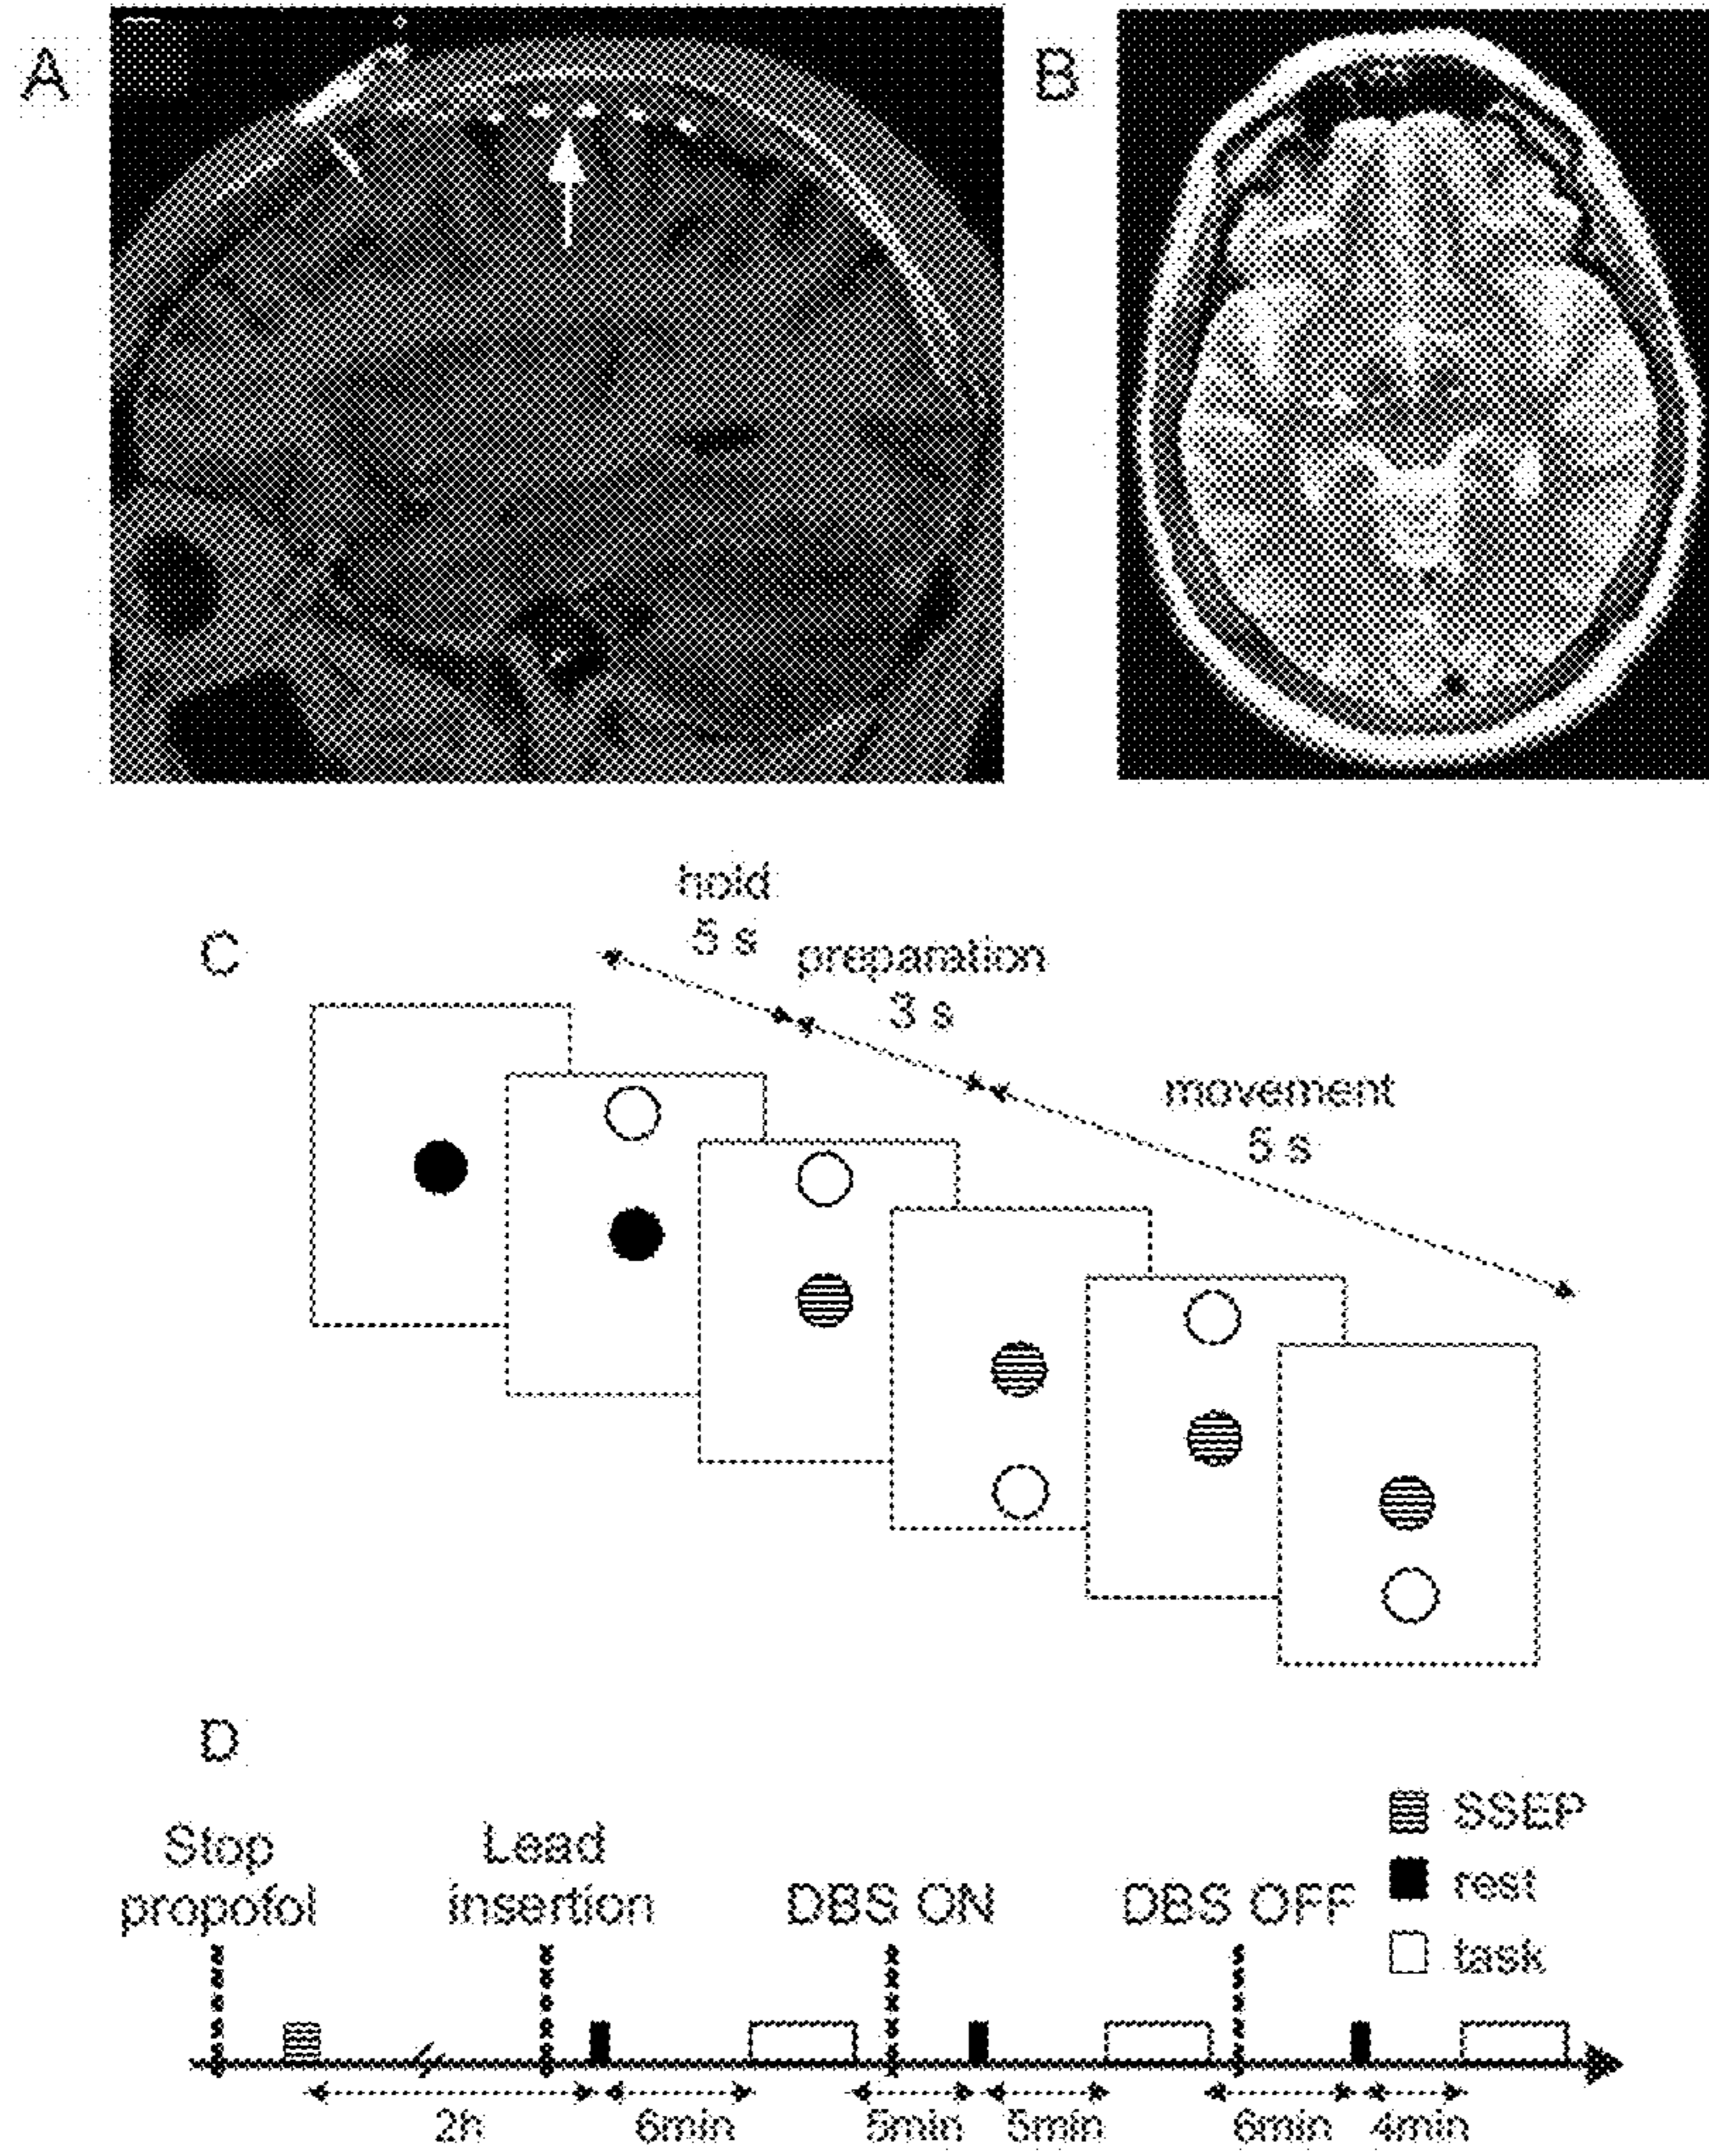 A
B
C
hold
5 s
preparation
3 s
movement
5 s
D
Stop
propofol
Lead
insertion
DBS ON
DBS OFF
SSEP
rest
task
2h
6min
5min
5min
6min
4min